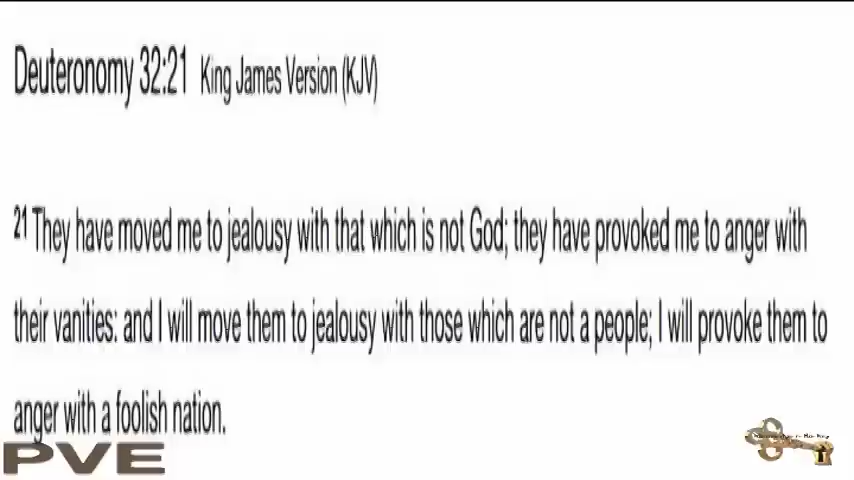 Deuteronomy 32:21 King James Version (KJV)
21 They have moved me to jealousy with that which is not God; they have provoked me to anger with
their vanities: and I will move them to jealousy with those which are not a people; I will provoke them to
anger with a foolish nation.
PVE